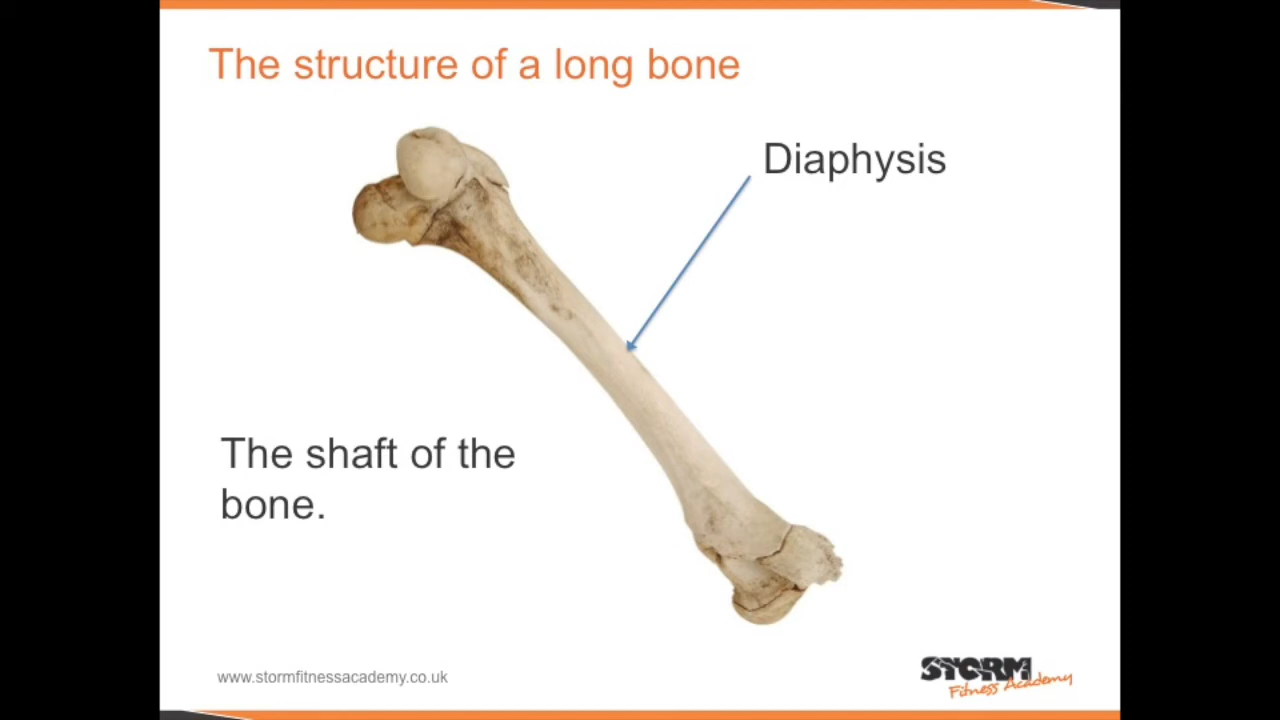 The structure of a long bone
Diaphysis
The shaft of the
bone.
www.stormfitnessacademy.co.uk
STORM
Fitness Academy